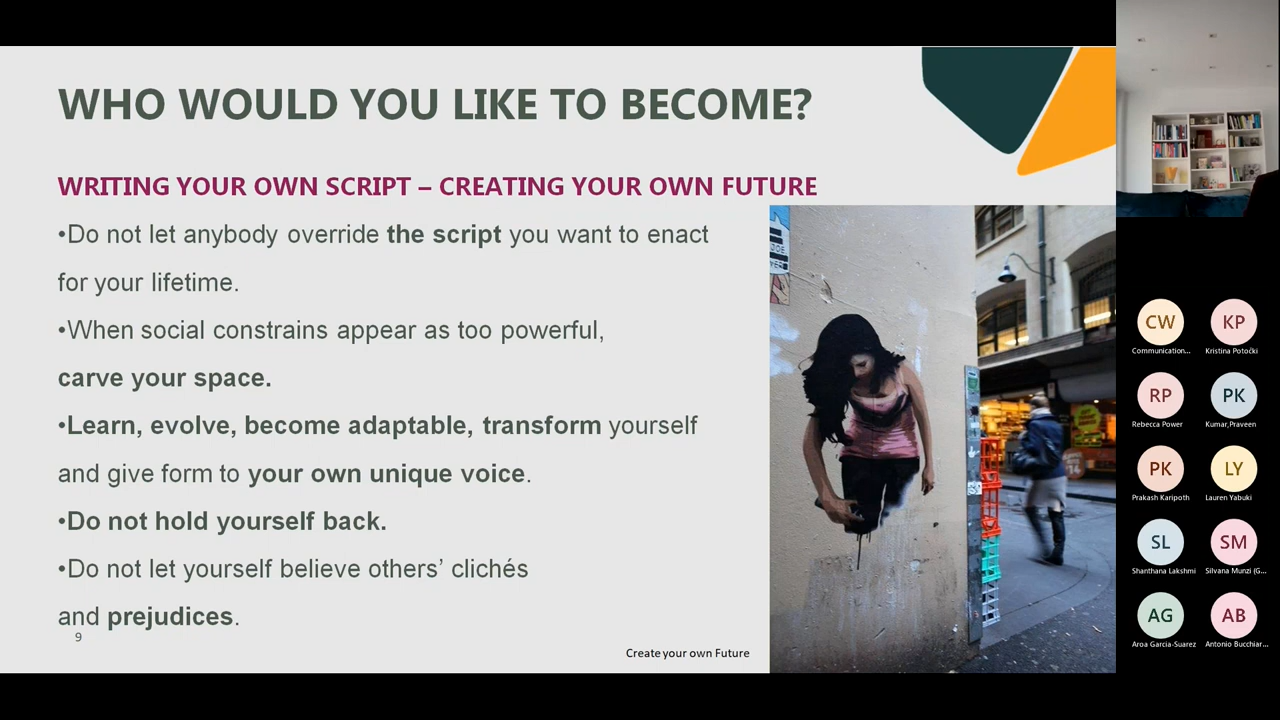 WHO WOULD YOU LIKE TO BECOME?
WRITING YOUR OWN SCRIPT – CREATING YOUR OWN FUTURE
•Do not let anybody override the script you want to enact
for your lifetime.
•When social constrains appear as too powerful,
carve your space.
•Learn, evolve, become adaptable, transform yourself
and give form to your own unique voice.
•Do not hold yourself back.
•Do not let yourself believe others’ clichés
and prejudices.
9
Create your own Future
CW
Communication...
KP
Kristina Potočki
RP
Rebecca Power
PK
Kumar,Praveen
PK
Prakash Karipoth
LY
Lauren Yabuki
SL
Shanthana Lakshmi
SM
Silvana Munzi (G...
AG
Aroa Garcia-Suarez
AB
Antonio Bucchiar...